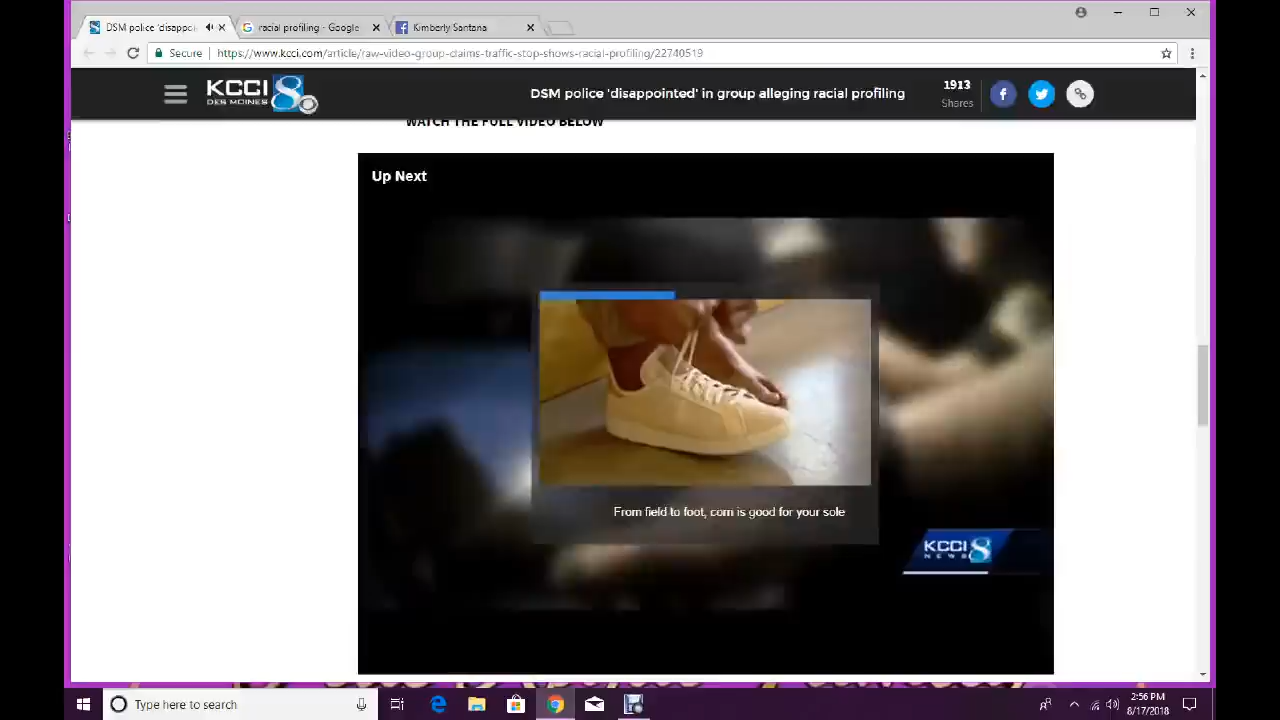 DSM police 'disappoi
racial profiling - Google
Kimberly Santana
Secure
https://www.kcci.com/article/raw-video-group-claims-traffic-stop-shows-racial-profiling/22740519
KCCI 8
DES MOINES
DSM police 'disappointed' in group alleging racial profiling
1913
Shares
WATCH THE FULL VIDEO BELOW
Up Next
From field to foot, corn is good for your sole
KCCI 8
NEWS
Type here to search
2:56 PM
8/17/2018